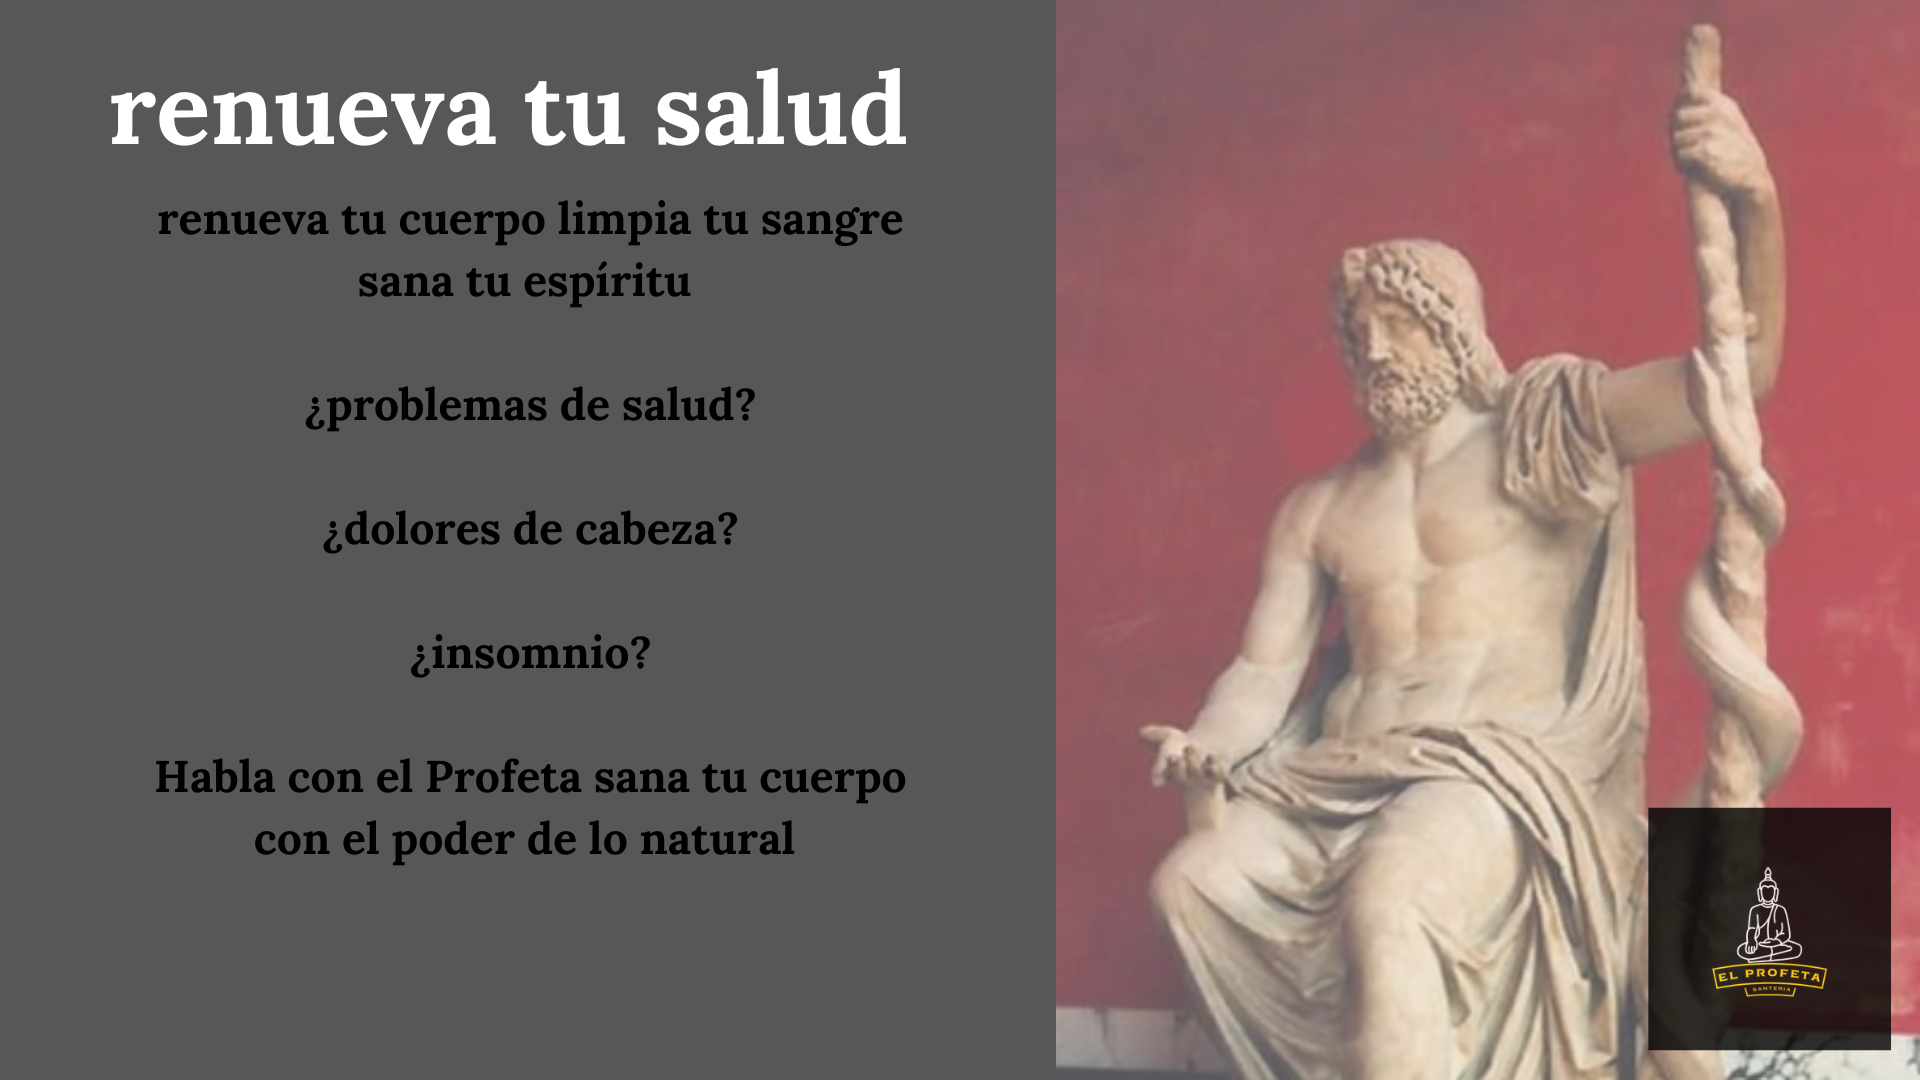 renueva tu salud
renueva tu cuerpo limpia tu sangre
sana tu espíritu
¿problemas de salud?
¿dolores de cabeza?
¿insomnio?
Habla con el Profeta sana tu cuerpo
con el poder de lo natural
EL PROFETA
SANTERIA